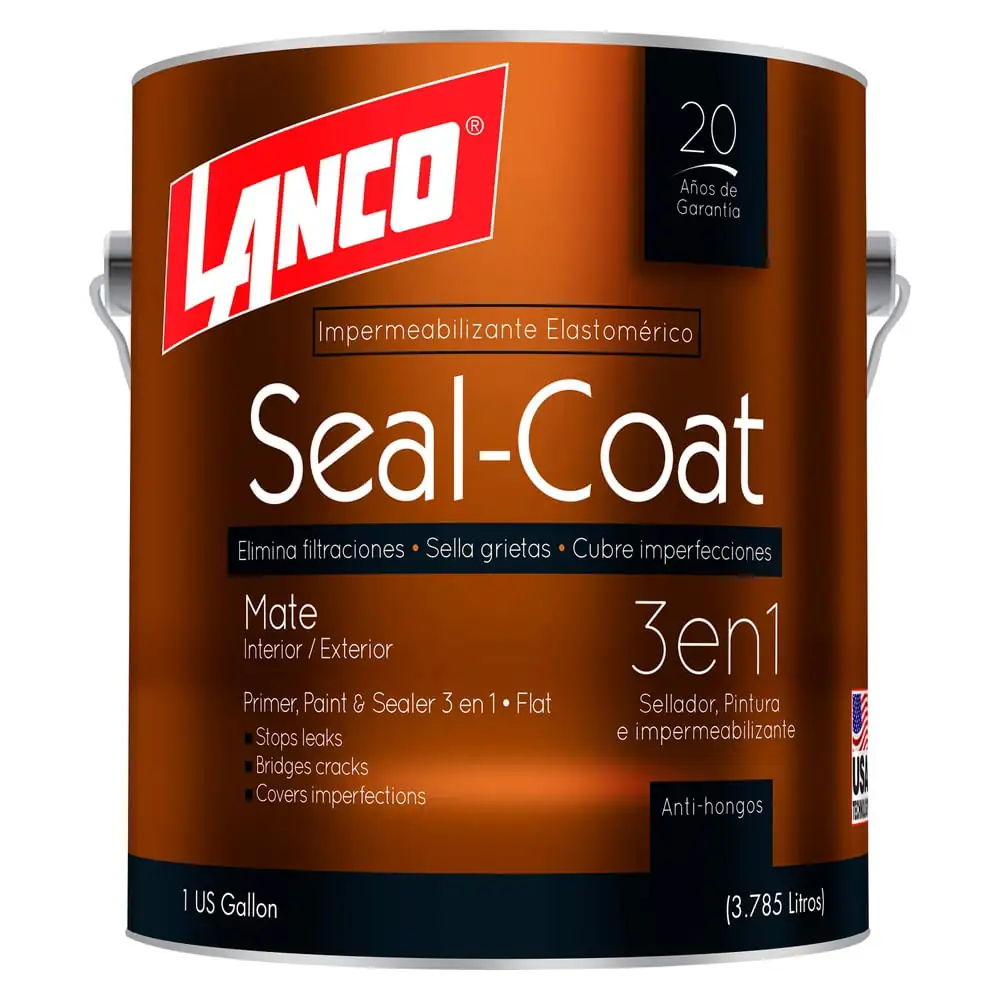 LANCO®
20
Años de
Garantía
Impermeabilizante Elastomérico
Seal-Coat
Elimina filtraciones • Sella grietas • Cubre imperfecciones
Mate
Interior / Exterior
3en1
Sellador, Pintura
e impermeabilizante
Primer, Paint & Sealer 3 en 1 • Flat
▪ Stops leaks
▪ Bridges cracks
▪ Covers imperfections
Anti-hongos
USA
1 US Gallon
(3.785 Litros)